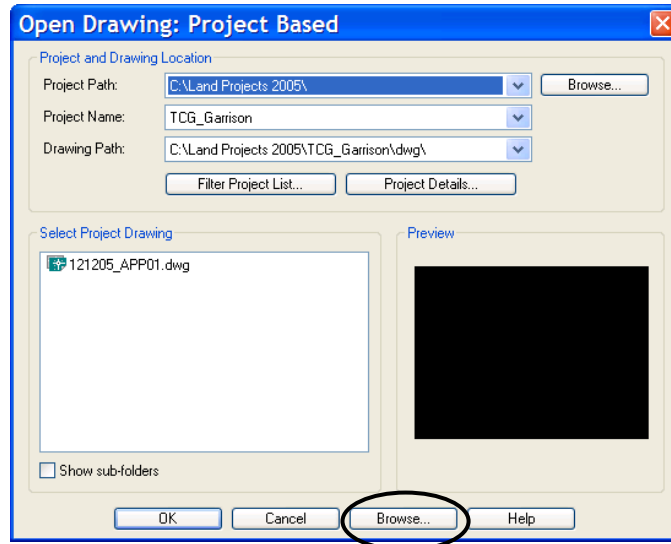 Open Drawing: Project Based
Project and Drawing Location
Project Path: C:\Land Projects 2005\ Browse...
Project Name: TCG_Garrison
Drawing Path: C:\Land Projects 2005\TCG_Garrison\dwg\
Filter Project List... Project Details...
Select Project Drawing Preview
121205_APP01.dwg
Show sub-folders
OK Cancel Browse... Help